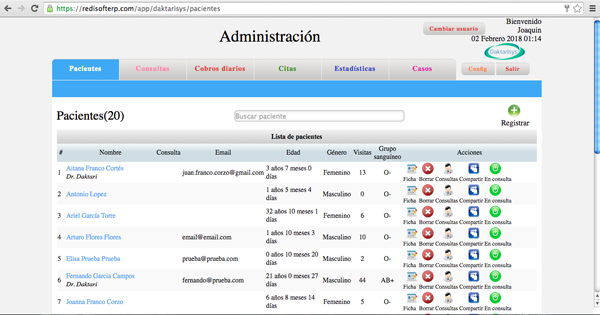 https://redisofterp.com/app/daktarisys/pacientes
Administración
Cambiar usuario
Bienvenido
Joaquin
02 Febrero 2018 01:14
Daktarisys
Pacientes Consultas Cobros diarios Citas Estadísticas Casos Config Salir
Pacientes(20) Buscar paciente Registrar
Lista de pacientes
# Nombre Consulta Email Edad Género Visitas Grupo sanguíneo Acciones
1 Aitana Franco Cortés juan.franco.corzo@gmail.com 3 años 7 meses 0 días Femenino 13 O- Ficha Borrar Consultas Compartir En consulta
Dr. Daktari
2 Antonio Lopez 1 años 5 meses 4 días Masculino 0 O- Ficha Borrar Consultas Compartir En consulta
3 Ariel García Torre 32 años 10 meses 1 días Femenino 6 O- Ficha Borrar Consultas Compartir En consulta
4 Arturo Flores Flores email@email.com 1 años 10 meses 3 días Masculino 10 O- Ficha Borrar Consultas Compartir En consulta
5 Elisa Prueba Prueba prueba@prueba.com 0 años 10 meses 20 días Masculino 2 O- Ficha Borrar Consultas Compartir En consulta
6 Fernando Garcia Campos fernando@prueba.com 21 años 0 meses 27 días Masculino 44 AB+ Ficha Borrar Consultas Compartir En consulta
Dr. Daktari
7 Joanna Franco Corzo 6 años 8 meses 14 días Femenino 5 O- Ficha Borrar Consultas Compartir En consulta